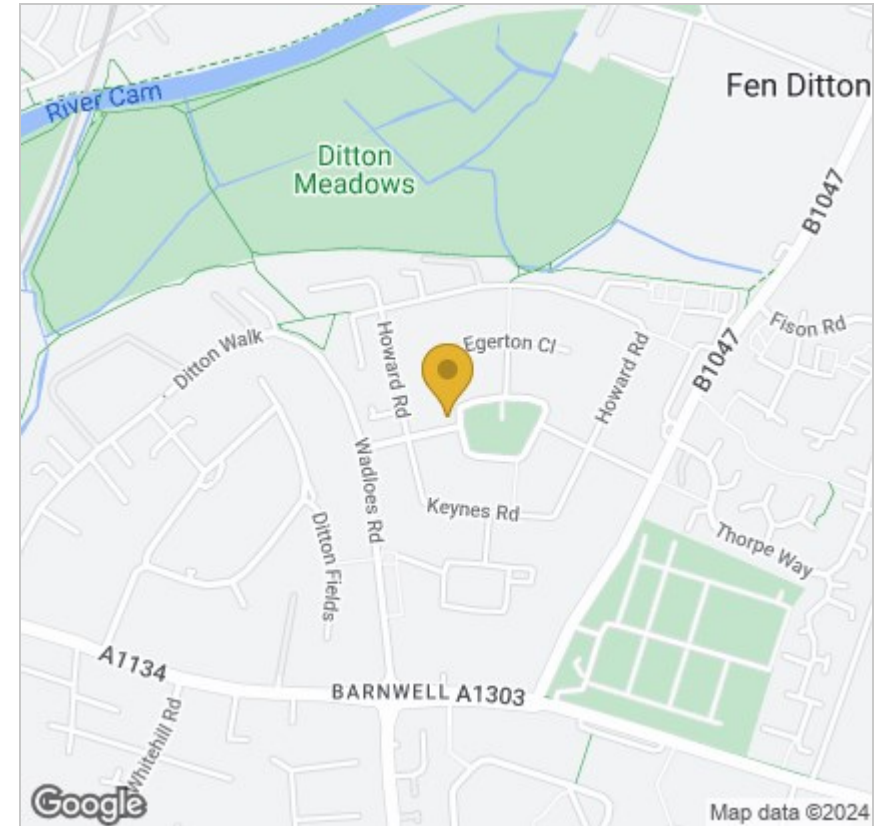 River Cam
Fen Ditton
Ditton
Meadows
B1047
Fison Rd
Ditton Walk
Howard Rd
Egerton Cl
Howard Rd
B1047
Wadloes Rd
Keynes Rd
Ditton Fields
Thorpe Way
A1134
BARNWELL
A1303
Whitehill Rd
Google
Map data ©2024